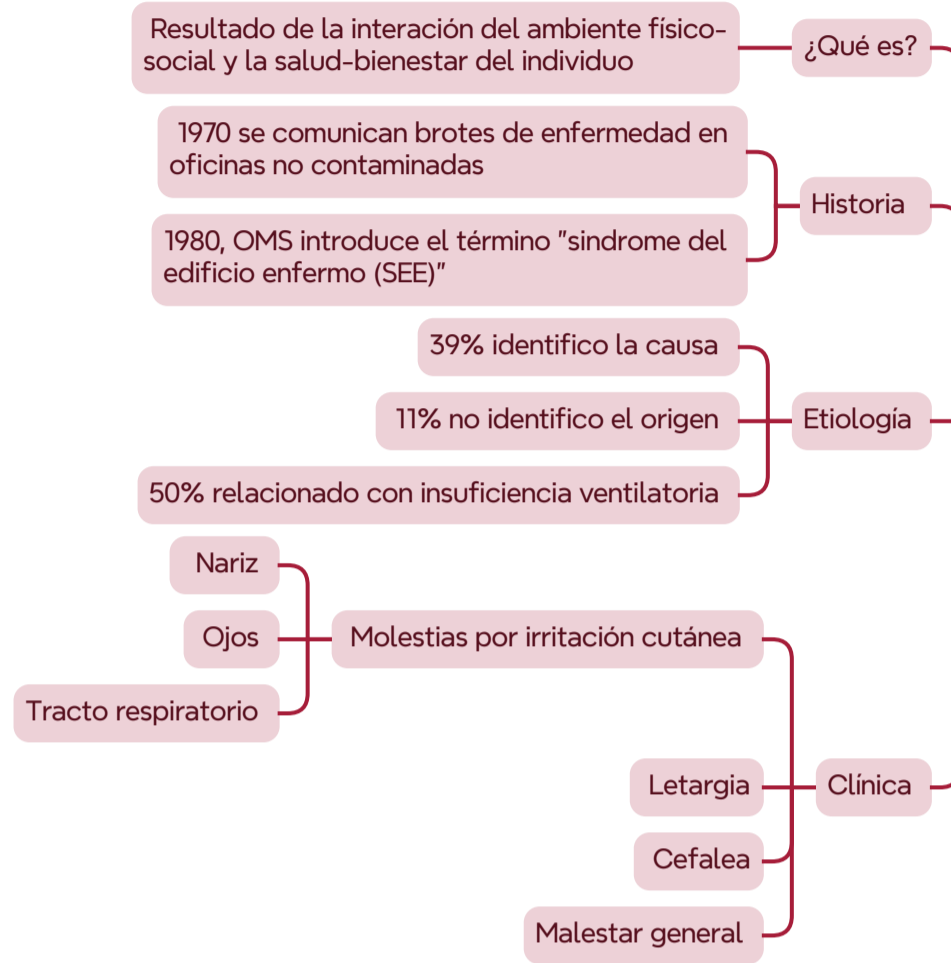 Resultado de la interación del ambiente físico-
social y la salud-bienestar del individuo
¿Qué es?
1970 se comunican brotes de enfermedad en
oficinas no contaminadas
Historia
1980, OMS introduce el término "sindrome del
edificio enfermo (SEE)"
39% identifico la causa
11% no identifico el origen
Etiología
50% relacionado con insuficiencia ventilatoria
Nariz
Ojos
Molestias por irritación cutánea
Tracto respiratorio
Letargia
Clínica
Cefalea
Malestar general